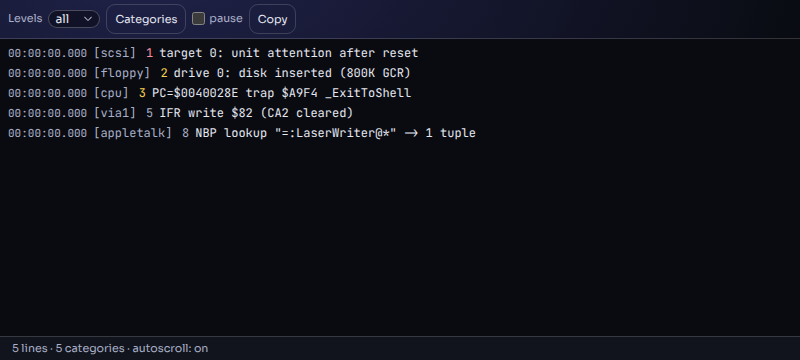 Levels all Categories pause Copy
00:00:00.000 [scsi] 1 target 0: unit attention after reset
00:00:00.000 [floppy] 2 drive 0: disk inserted (800K GCR)
00:00:00.000 [cpu] 3 PC=$0040028E trap $A9F4 _ExitToShell
00:00:00.000 [via1] 5 IFR write $82 (CA2 cleared)
00:00:00.000 [appletalk] 8 NBP lookup "=:LaserWriter@*" → 1 tuple
5 lines · 5 categories · autoscroll: on